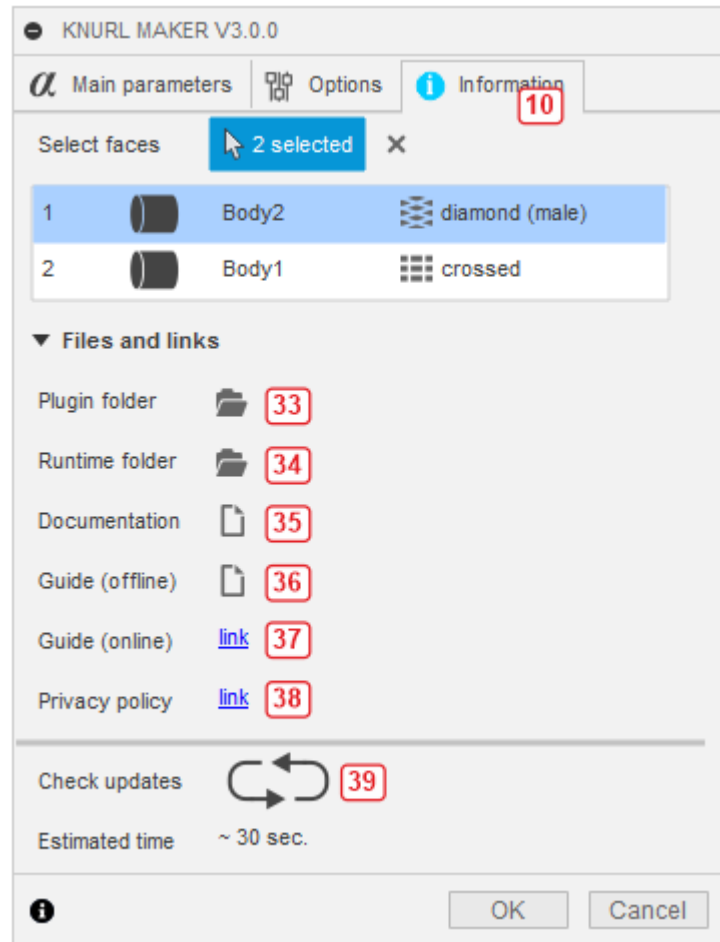 KNURL MAKER V3.0.0
α Main parameters Options i Information 10
Select faces 2 selected ×
1 Body2 diamond (male)
2 Body1 crossed
▼ Files and links
Plugin folder 33
Runtime folder 34
Documentation 35
Guide (offline) 36
Guide (online) link 37
Privacy policy link 38
Check updates 39
Estimated time ~ 30 sec.
i OK Cancel